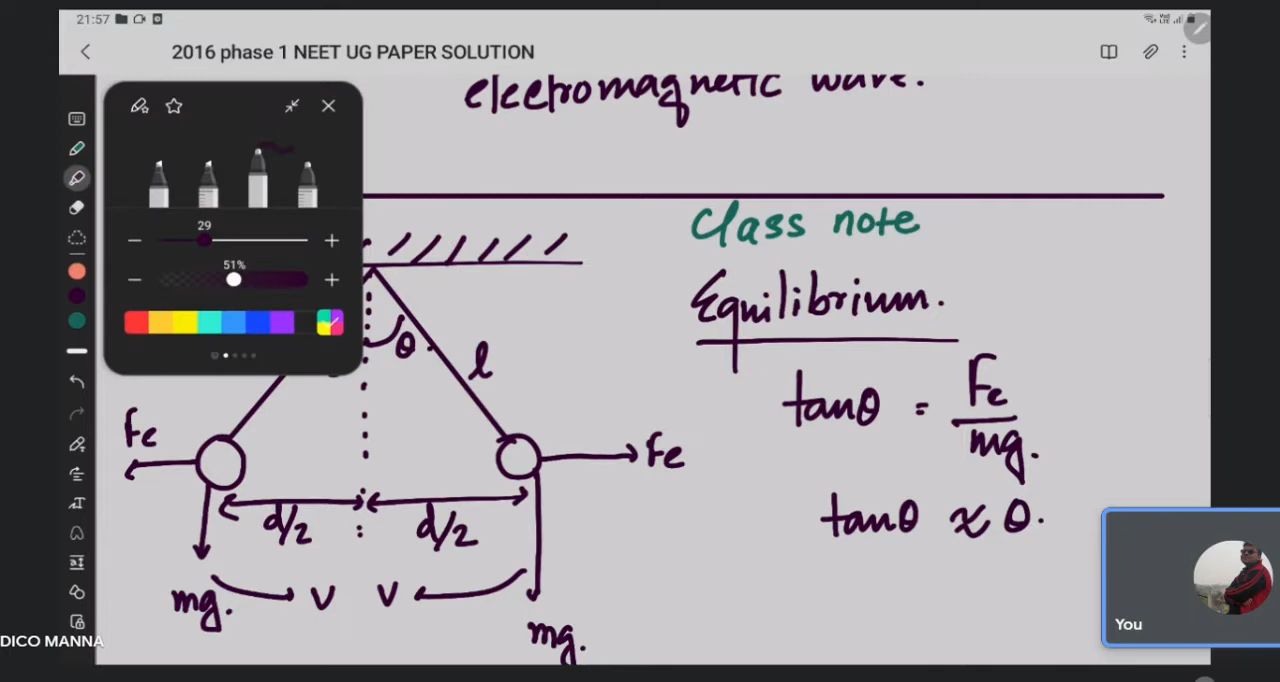 21:57
2016 phase 1 NEET UG PAPER SOLUTION
electromagnetic wave.
29
51%
Class note
Equilibrium.
θ
l
tanθ = Fe/mg.
Fe
Fe
d/2
d/2
tanθ ≈ θ.
mg.
V
V
mg.
You
DICO MANNA